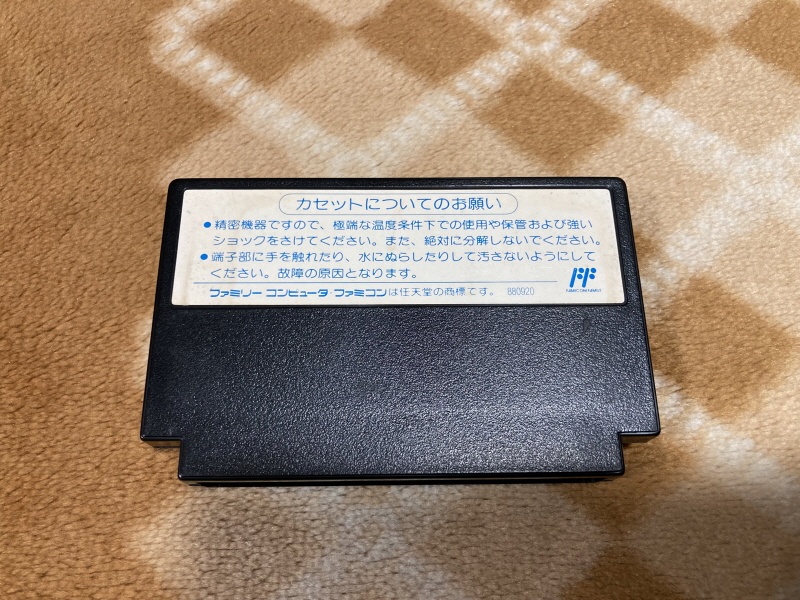 カセットについてのお願い
●精密機器ですので、極端な温度条件下での使用や保管および強い
ショックをさけてください。また、絶対に分解しないでください。
●端子部に手を触れたり、水にぬらしたりして汚さないようにして
ください。故障の原因となります。
ファミリーコンピュータ・ファミコンは任天堂の商標です。 880920